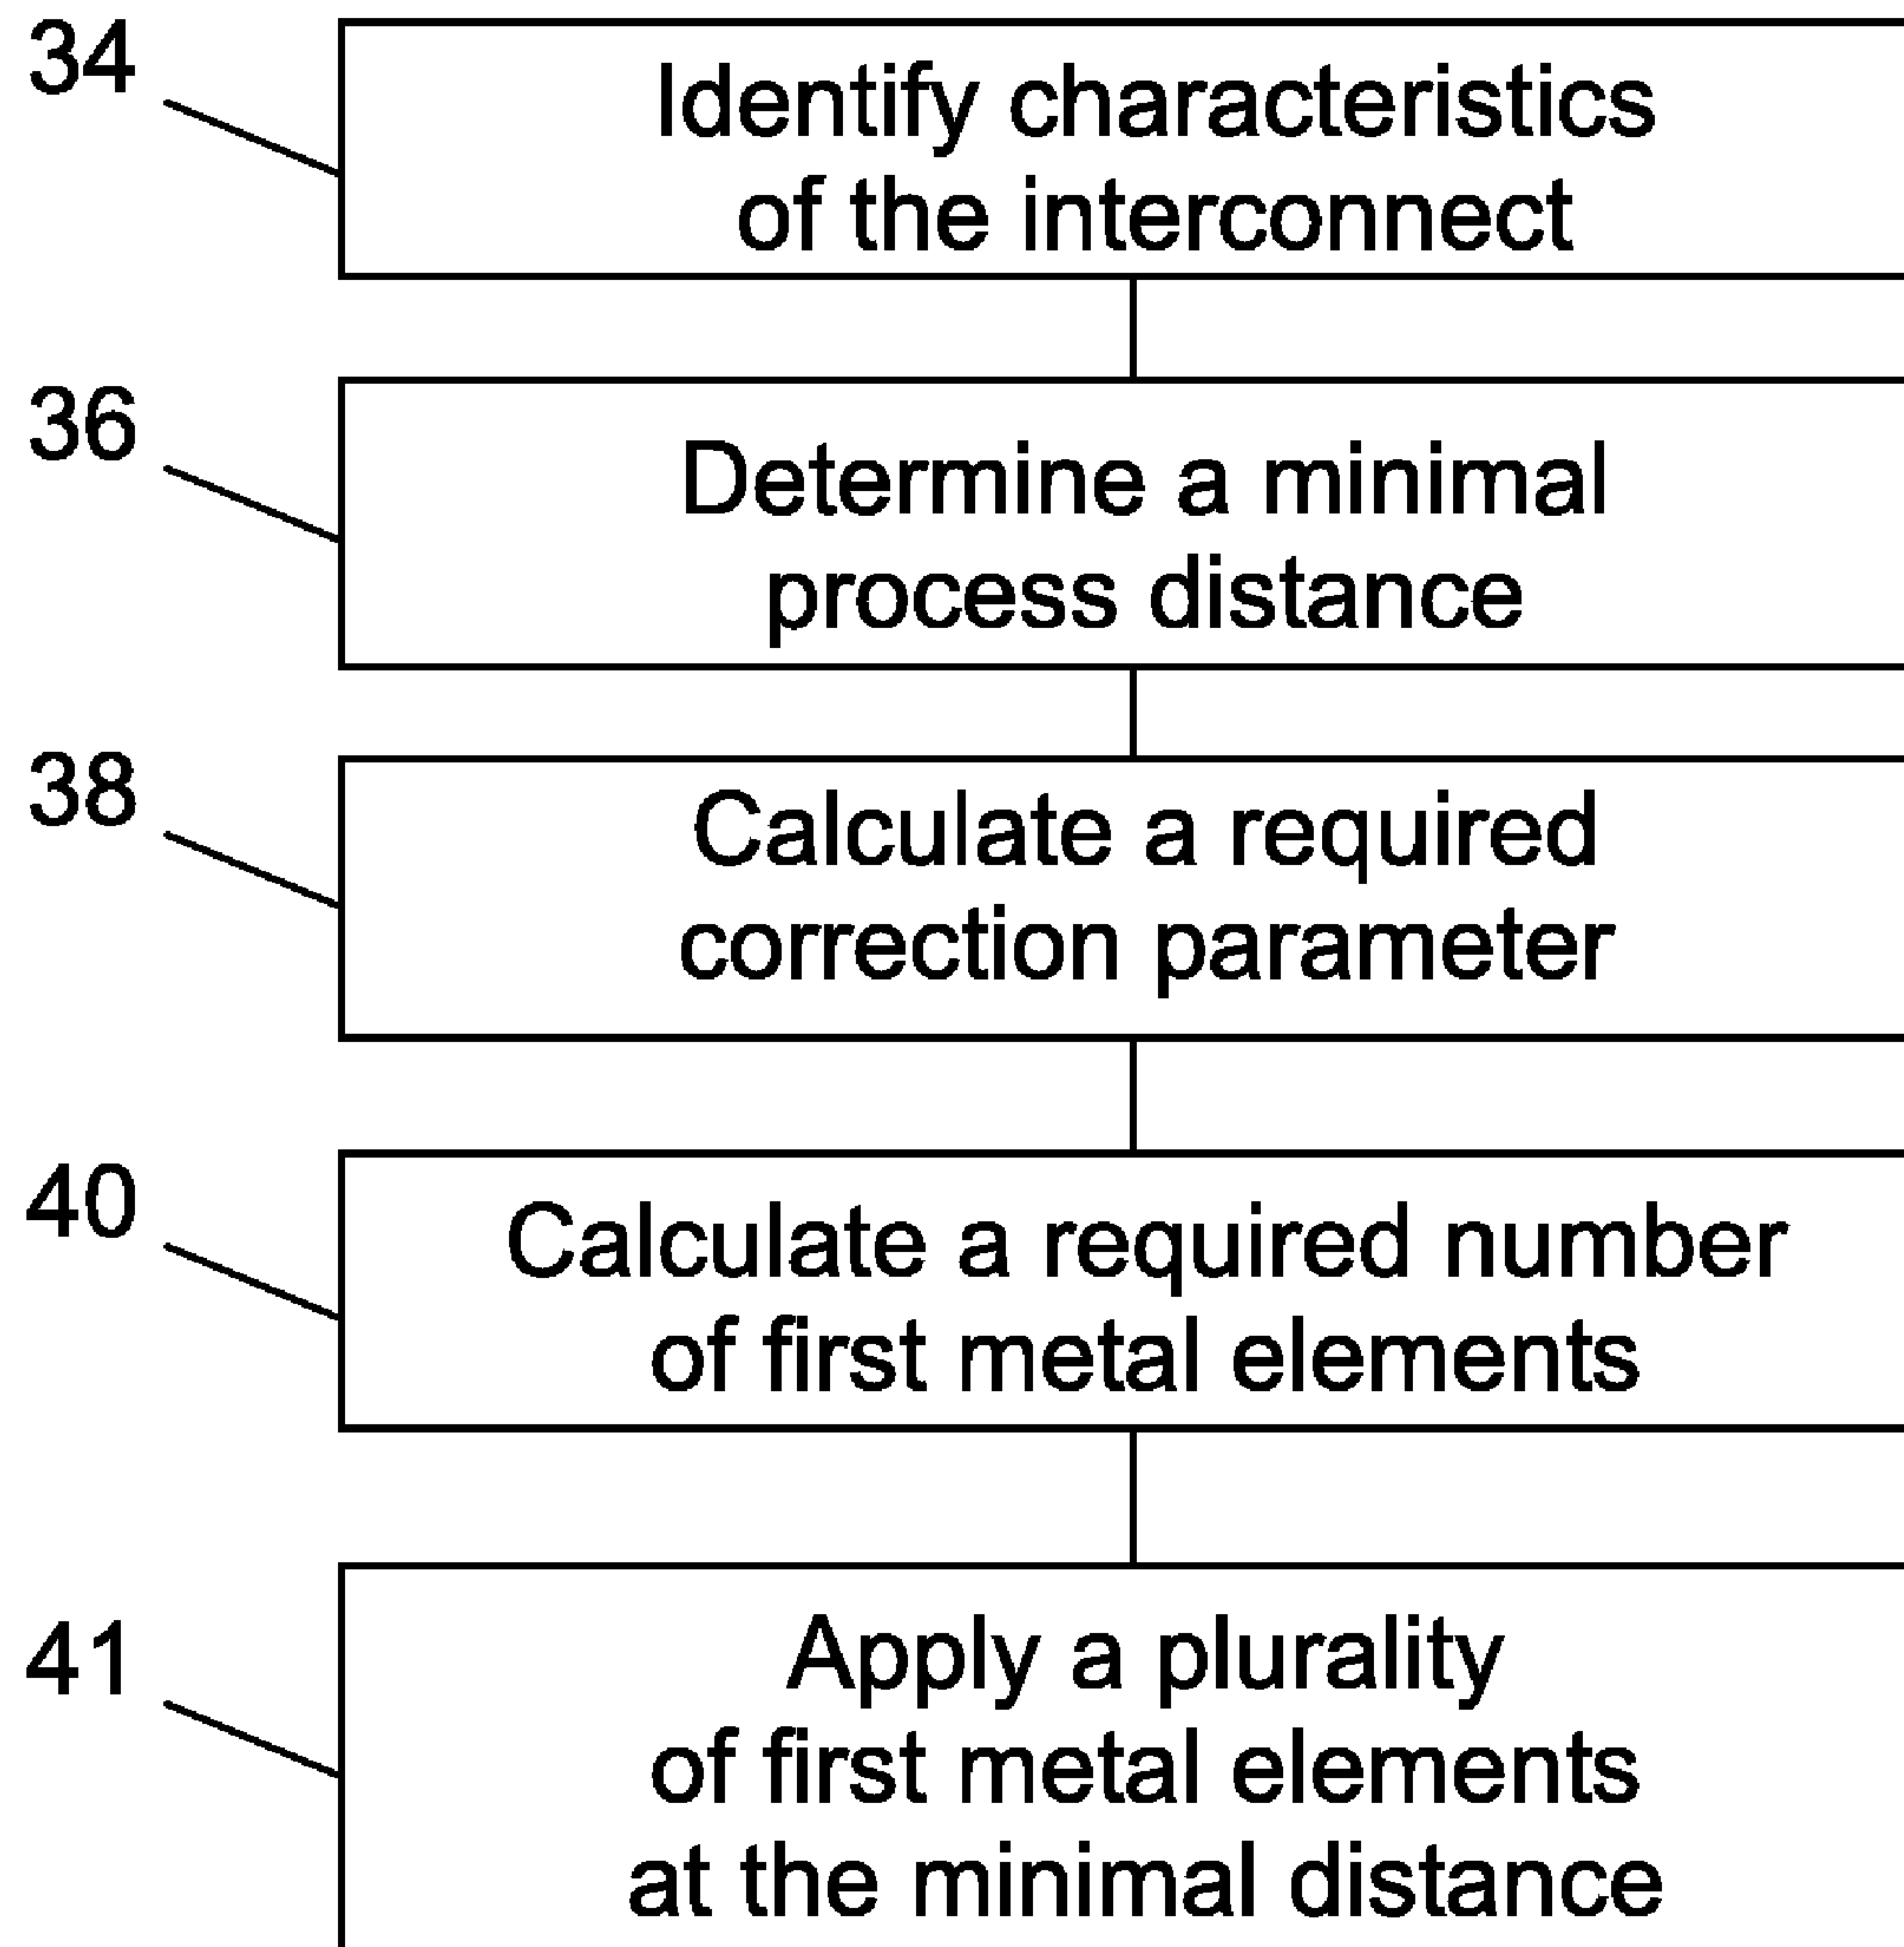 34
Identify characteristics
of the interconnect
36
Determine a minimal
process distance
38
Calculate a required
correction parameter
40
Calculate a required number
of first metal elements
41
Apply a plurality
of first metal elements
at the minimal distance